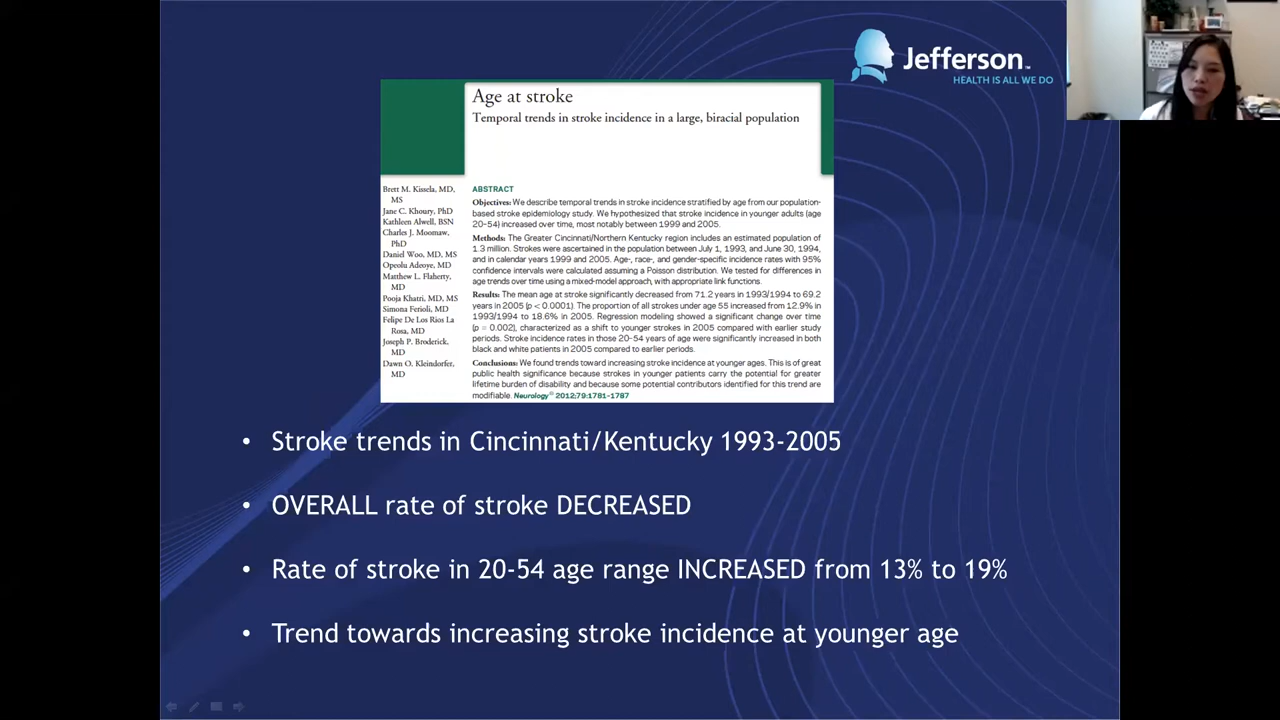 Jefferson™
HEALTH IS ALL WE DO
Age at stroke
Temporal trends in stroke incidence in a large, biracial population
Brett M. Kissela, MD,
MS
Jane C. Khoury, PhD
Kathleen Alwell, BSN
Charles J. Moomaw,
PhD
Daniel Woo, MD, MS
Opeolu Adeoye, MD
Matthew L. Flaherty,
MD
Pooja Khatri, MD, MS
Simona Ferioli, MD
Felipe De Los Rios La
Rosa, MD
Joseph P. Broderick,
MD
Dawn O. Kleindorfer,
MD
ABSTRACT
Objectives: We describe temporal trends in stroke incidence stratified by age from our population-
based stroke epidemiology study. We hypothesized that stroke incidence in younger adults (age
20–54) increased over time, most notably between 1999 and 2005.
Methods: The Greater Cincinnati/Northern Kentucky region includes an estimated population of
1.3 million. Strokes were ascertained in the population between July 1, 1993, and June 30, 1994,
and in calendar years 1999 and 2005. Age-, race-, and gender-specific incidence rates with 95%
confidence intervals were calculated assuming a Poisson distribution. We tested for differences in
age trends over time using a mixed-model approach, with appropriate link functions.
Results: The mean age at stroke significantly decreased from 71.2 years in 1993/1994 to 69.2
years in 2005 (p < 0.0001). The proportion of all strokes under age 55 increased from 12.9% in
1993/1994 to 18.6% in 2005. Regression modeling showed a significant change over time
(p = 0.002), characterized as a shift to younger strokes in 2005 compared with earlier study
periods. Stroke incidence rates in those 20-54 years of age were significantly increased in both
black and white patients in 2005 compared to earlier periods.
Conclusions: We found trends toward increasing stroke incidence at younger ages. This is of great
public health significance because strokes in younger patients carry the potential for greater
lifetime burden of disability and because some potential contributors identified for this trend are
modifiable. Neurology® 2012;79:1781–1787
• Stroke trends in Cincinnati/Kentucky 1993-2005
• OVERALL rate of stroke DECREASED
• Rate of stroke in 20-54 age range INCREASED from 13% to 19%
• Trend towards increasing stroke incidence at younger age